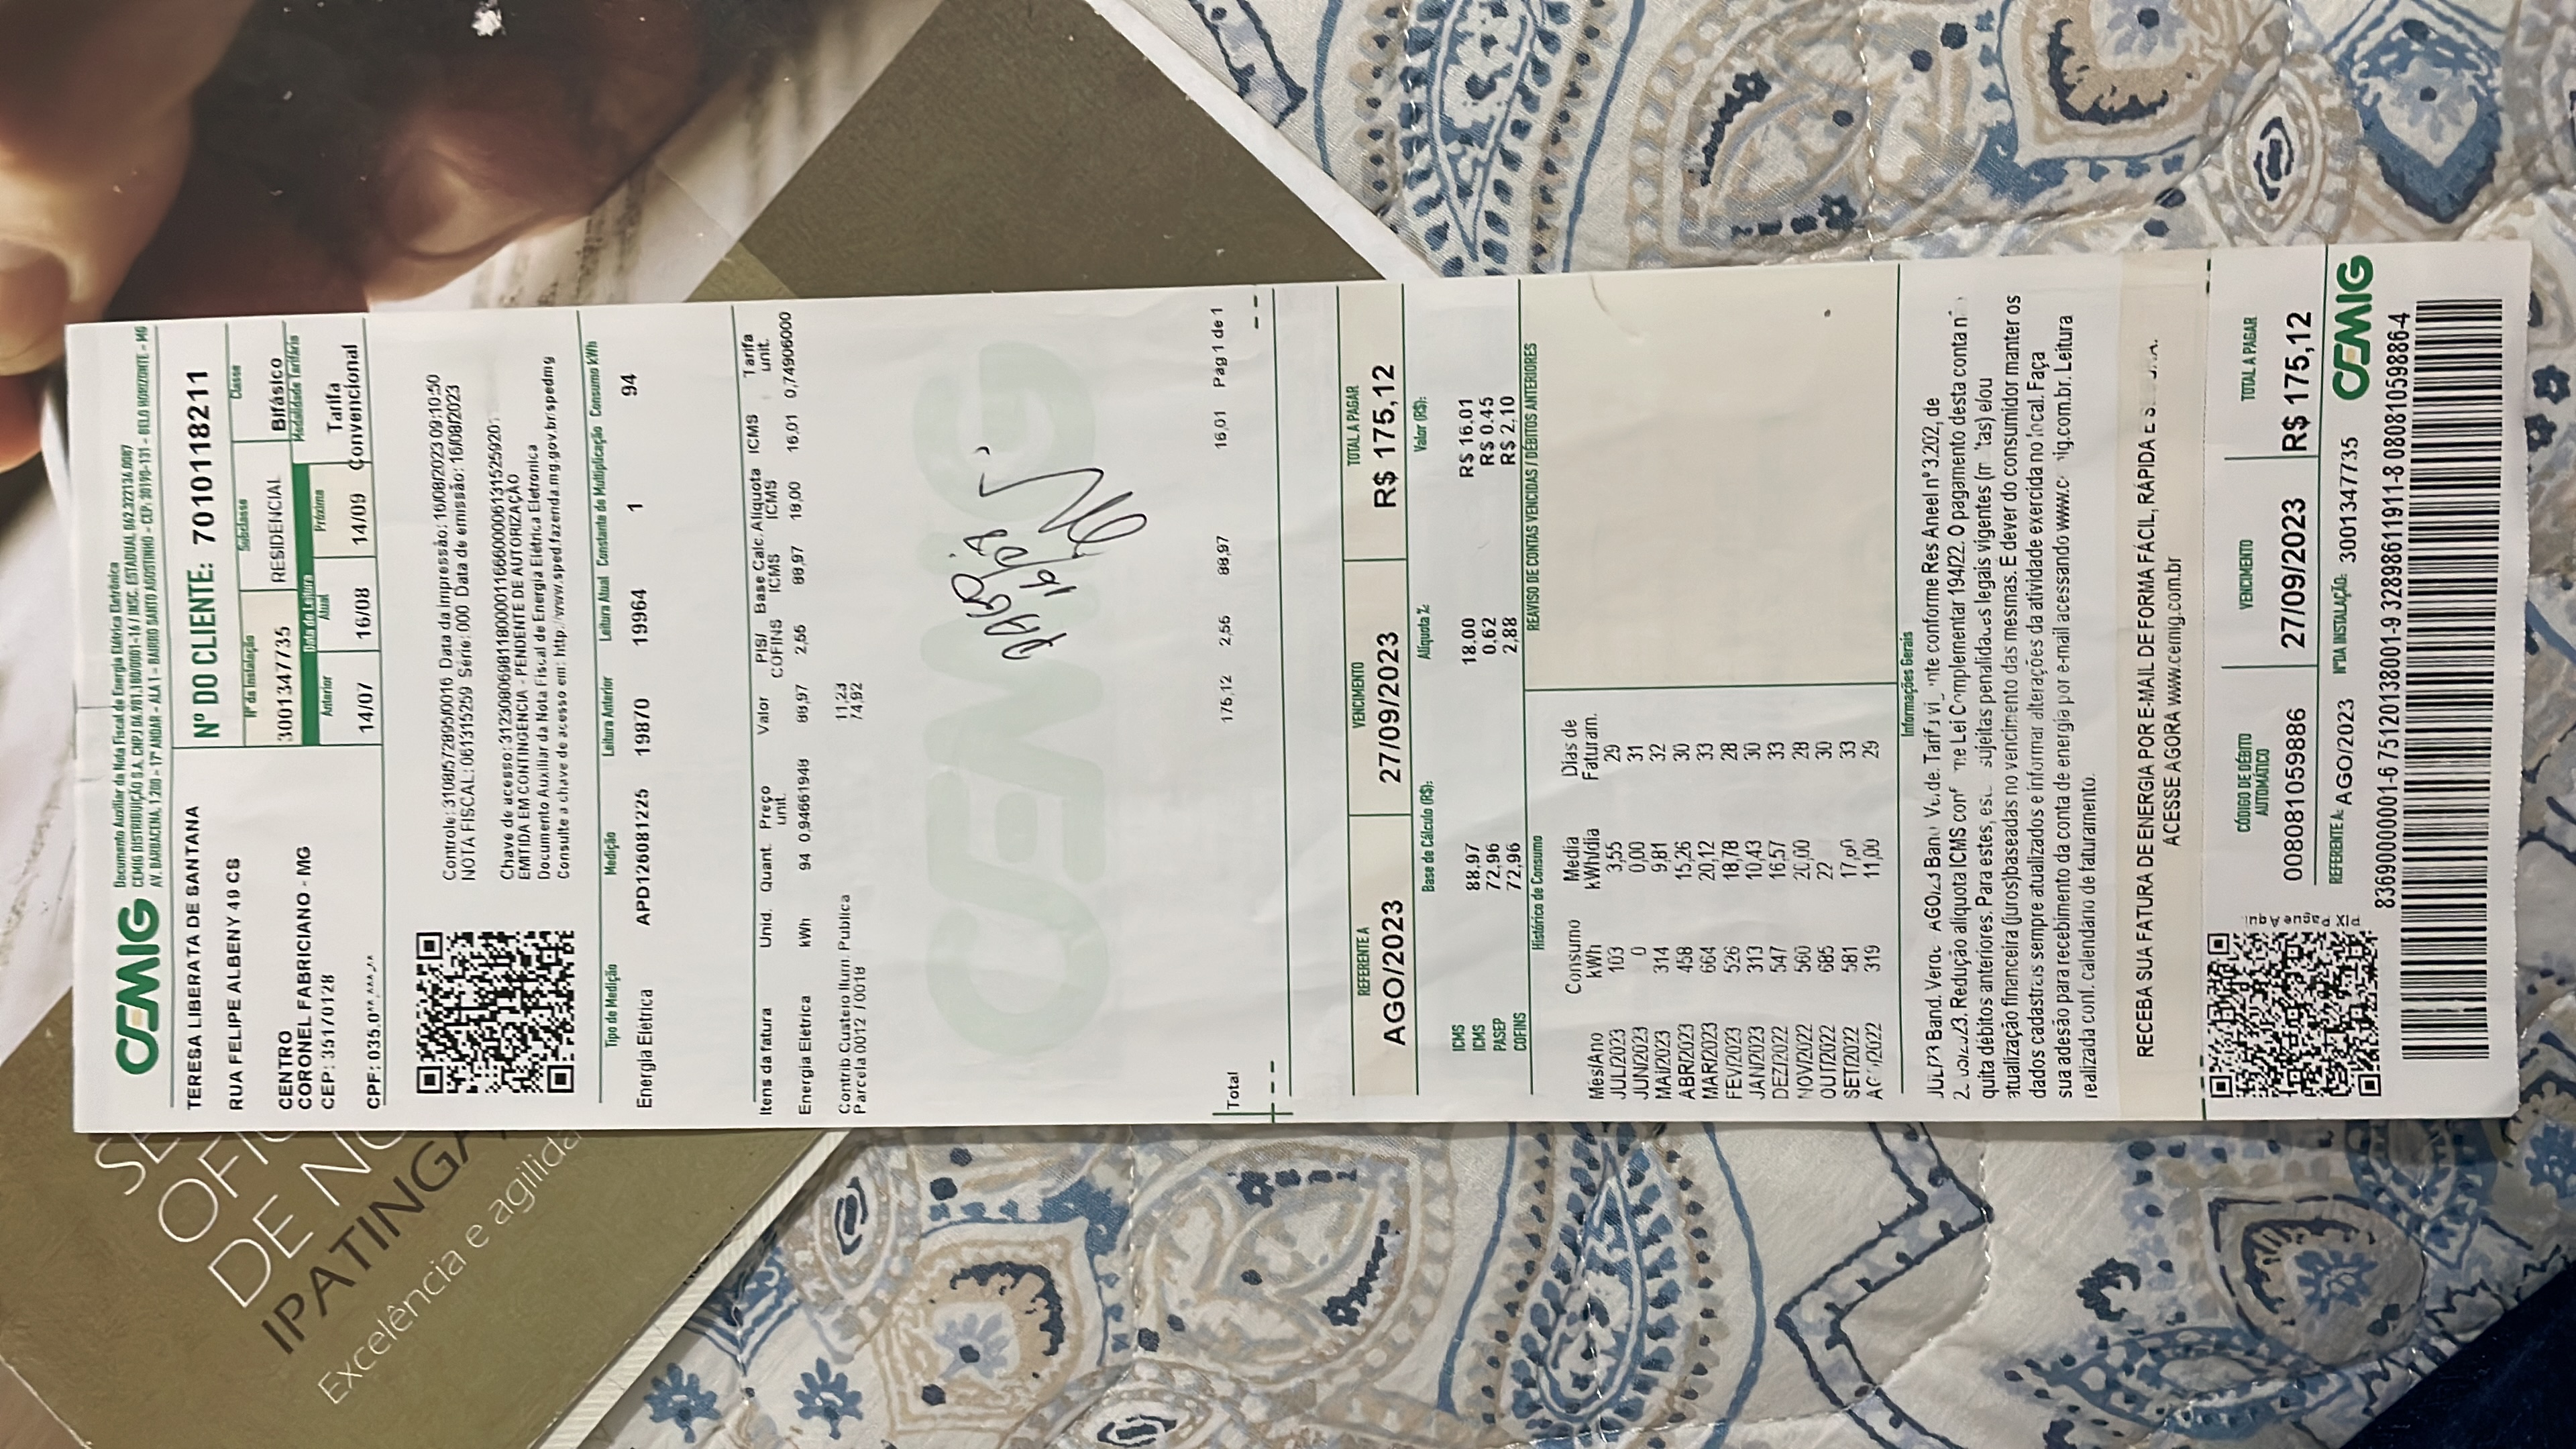 SE
OFI
DE NO
IPATINGA
Excelência e agilida
CEMIG
Documento Auxiliar da Nota Fiscal de Energia Elétrica Eletrônica
CEMIG DISTRIBUIÇÃO S.A. CNPJ 06.981.180/0001-16 / INSC. ESTADUAL 062.322136.0087
AV. BARBACENA, 1.200 - 17º ANDAR - ALA 1 - BAIRRO SANTO AGOSTINHO - CEP: 30190-131 - BELO HORIZONTE - MG
TERESA LIBERATA DE SANTANA
RUA FELIPE ALBENY 49 CS
CENTRO
CORONEL FABRICIANO - MG
CEP: 35170128
CPF: 035.0**.***-**
Nº DO CLIENTE: 7010118211
Nº da Instalação Subclasse Classe
3001347735 RESIDENCIAL Bifásico
Data de Leitura Modalidade Tarifária
Anterior Atual Próxima Tarifa
14/07 16/08 14/09 Convencional
Controle: 3108/572895/0016 Data da impressão: 16/08/2023 09:10:50
NOTA FISCAL: 061315259 Série: 000 Data de emissão: 16/08/2023
Chave de acesso:
EMITIDA EM CONTINGENCIA - PENDENTE DE AUTORIZAÇÃO
Documento Auxiliar da Nota Fiscal de Energia Elétrica Eletronica
Consulte a chave de acesso em: http://www.sped.fazenda.mg.gov.br/spedmg
Tipo de Medição Medição Leitura Anterior Leitura Atual Constante de Multiplicação Consumo kWh
Energia Elétrica APD126081225 19870 19964 1 94
Itens da fatura Unid. Quant. Preço unit. Valor PIS/COFINS Base Calc. ICMS Alíquota ICMS ICMS Tarifa unit.
Energia Elétrica kWh 94 0,94661948 88,97 2,55 88,97 18,00 16,01 0,74906000
Contrib Custeio Ilum. Publica 11,23
Parcela 0012 / 0018 74,92
PAGO
16/08
CEMIG
Total 175,12 2,55 88,97 16,01 Pag 1 de 1
REFERENTE A VENCIMENTO TOTAL A PAGAR
AGO/2023 27/09/2023 R$ 175,12
Base de Cálculo (R$): Alíquota %: Valor (R$):
ICMS
ICMS 88,97 18,00 R$ 16,01
PASEP 72,96 0,62 R$ 0,45
COFINS 72,96 2,88 R$ 2,10
Histórico de Consumo
REAVISO DE CONTAS VENCIDAS / DÉBITOS ANTERIORES
Mês/Ano Consumo kWh Media kWh/dia Dias de Faturam.
JUL/2023 103 3,55 29
JUN/2023 0 0,00 31
MAI/2023 314 9,81 32
ABR/2023 458 15,26 30
MAR/2023 664 20,12 33
FEV/2023 526 18,78 28
JAN/2023 313 10,43 30
DEZ/2022 547 16,57 33
NOV/2022 560 20,00 28
OUT/2022 685 22 30
SET/2022 581 33
AGO/2022 319 11,00 29
Informações Gerais
JUL/23 Band. Verde AGO/23 Band Verde. Tarifa vigente conforme Res Aneel nº 3.202, de
Redução aliquota ICMS conforme Lei Complementar 194/22. O pagamento desta conta n
quita débitos anteriores. Para estes, sujeitas penalidades legais vigentes (multas) e/ou
atualização financeira (juros)baseadas no vencimento das mesmas. É dever do consumidor manter os
dados cadastrais sempre atualizados e informar alterações da atividade exercida no local. Faça
sua adesão para recebimento da conta de energia por e-mail acessando www.cemig.com.br. Leitura
realizada conf. calendário de faturamento.
RECEBA SUA FATURA DE ENERGIA POR E-MAIL DE FORMA FÁCIL, RÁPIDA E
ACESSE AGORA www.cemig.com.br
PIX Pague Aqui.
CÓDIGO DE DÉBITO AUTOMÁTICO VENCIMENTO TOTAL A PAGAR
008081059886 27/09/2023 R$ 175,12
REFERENTE A: AGO/2023 NºDA INSTALAÇÃO: 3001347735 CEMIG
83690000001-6 75120138001-9 32898611911-8 08081059886-4